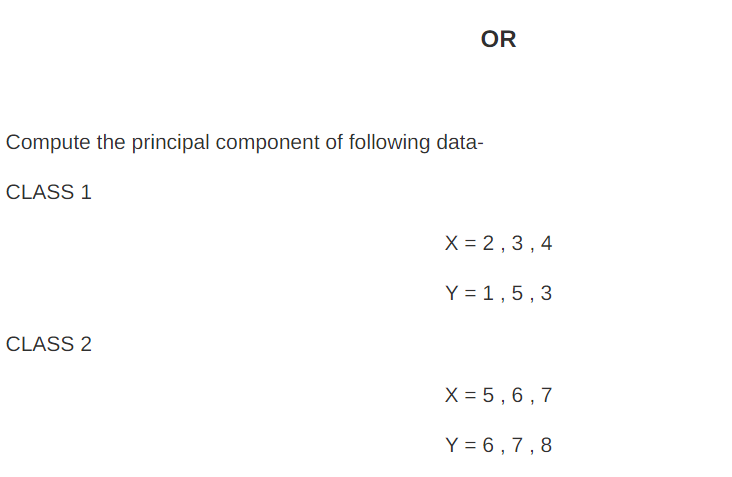 OR
Compute the principal component of following data-
CLASS 1
X = 2 , 3 , 4
Y = 1 , 5 , 3
CLASS 2
X = 5 , 6 , 7
Y = 6 , 7 , 8